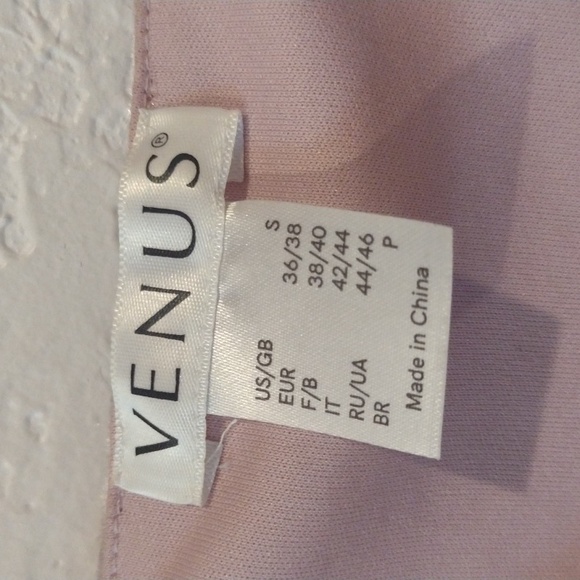 VENUS®
US/GB S
EUR 36/38
F/B 38/40
IT 42/44
RU/UA 44/46
BR P
Made in China